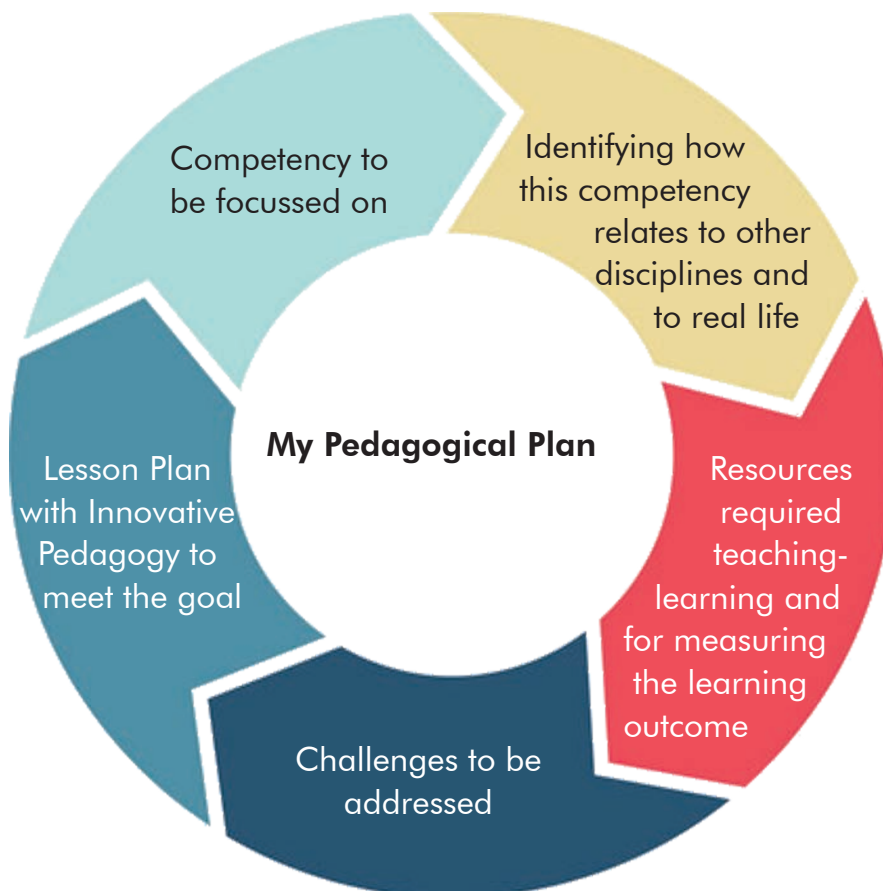 Competency to
be focussed on
Identifying how
this competency
relates to other
disciplines and
to real life
Resources
required
teaching-
learning and
for measuring
the learning
outcome
Challenges to be
addressed
Lesson Plan
with Innovative
Pedagogy to
meet the goal
My Pedagogical Plan